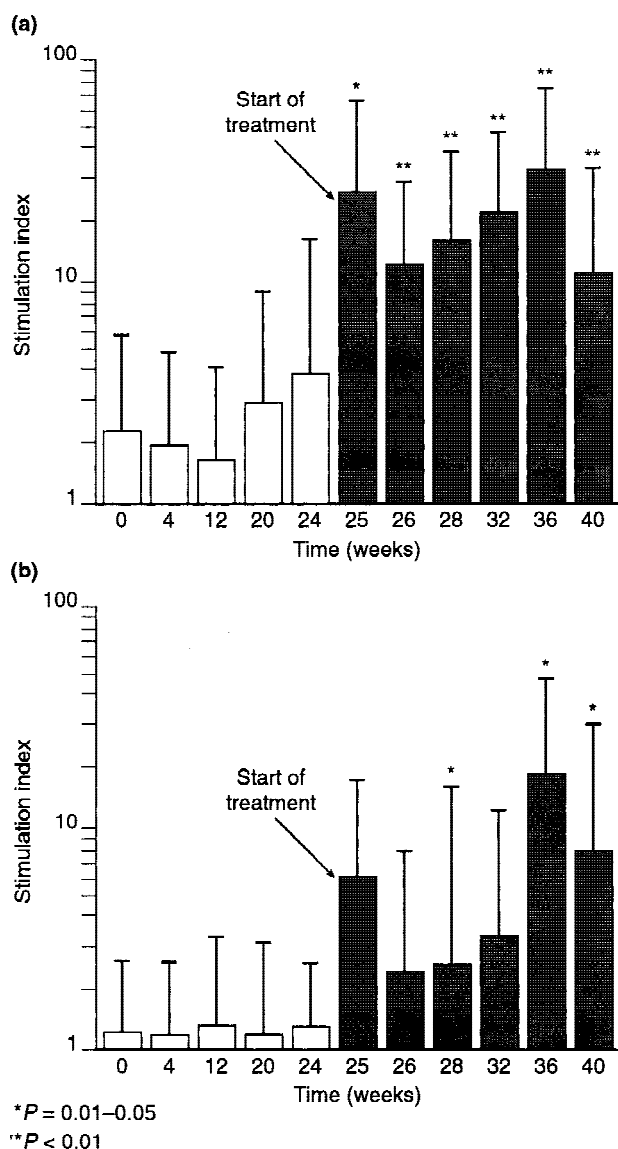 (a)
100
10
1
Stimulation index
Start of
treatment
*
**
**
**
**
**
0 4 12 20 24 25 26 28 32 36 40
Time (weeks)
(b)
100
10
1
Stimulation index
Start of
treatment
*
*
*
0 4 12 20 24 25 26 28 32 36 40
Time (weeks)
*P = 0.01–0.05
**P < 0.01